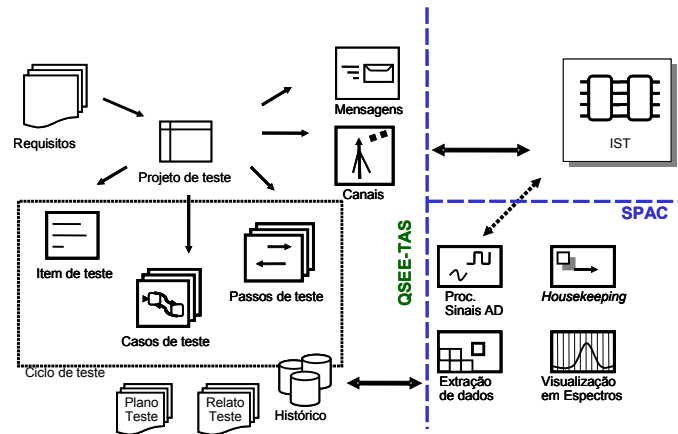 Mensagens
Requisitos
IST
Projeto de teste
Canais
SPAC
QSEE-TAS
Item de teste
Passos de teste
Casos de teste
Ciclo de teste
Proc.
Sinais AD
Housekeeping
Extração
de dados
Visualização
em Espectros
Plano
Teste
Relato
Teste
Histórico